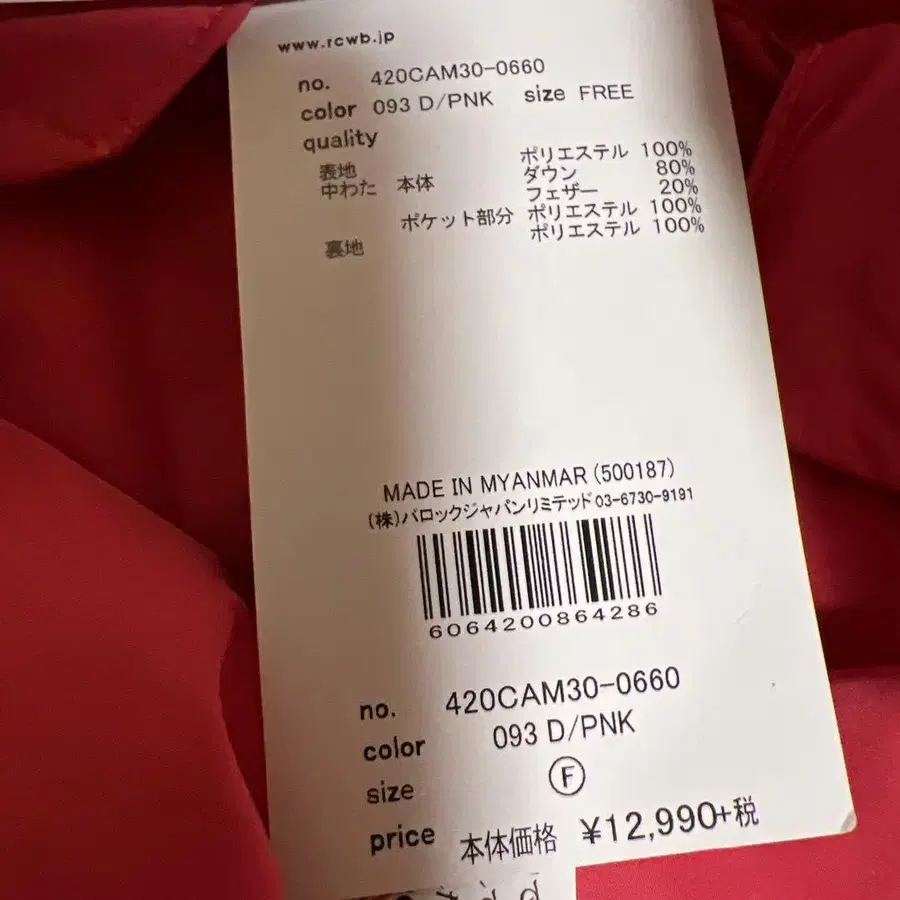 www.rcwb.jp
no. 420CAM30-0660
color 093 D/PNK size FREE
quality
表地 ポリエステル 100%
中わた 本体 ダウン 80%
フェザー 20%
ポケット部分 ポリエステル 100%
裏地 ポリエステル 100%
MADE IN MYANMAR (500187)
(株)バロックジャパンリミテッド 03-6730-9191
6064200864286
no. 420CAM30-0660
color 093 D/PNK
size F
price 本体価格 ¥12,990+税